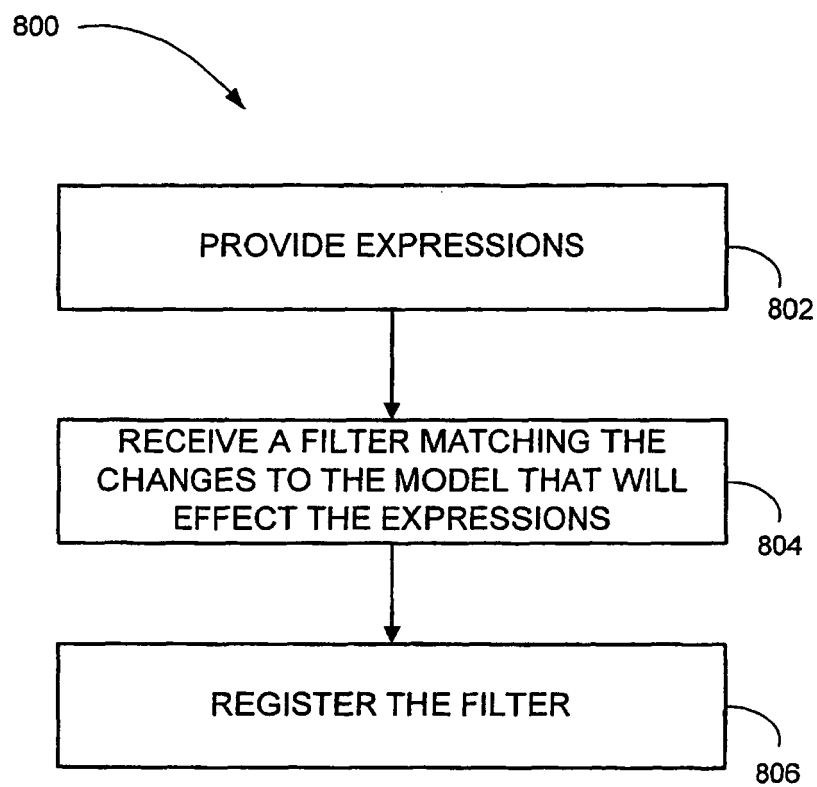 800
PROVIDE EXPRESSIONS
802
RECEIVE A FILTER MATCHING THE
CHANGES TO THE MODEL THAT WILL
EFFECT THE EXPRESSIONS
804
REGISTER THE FILTER
806